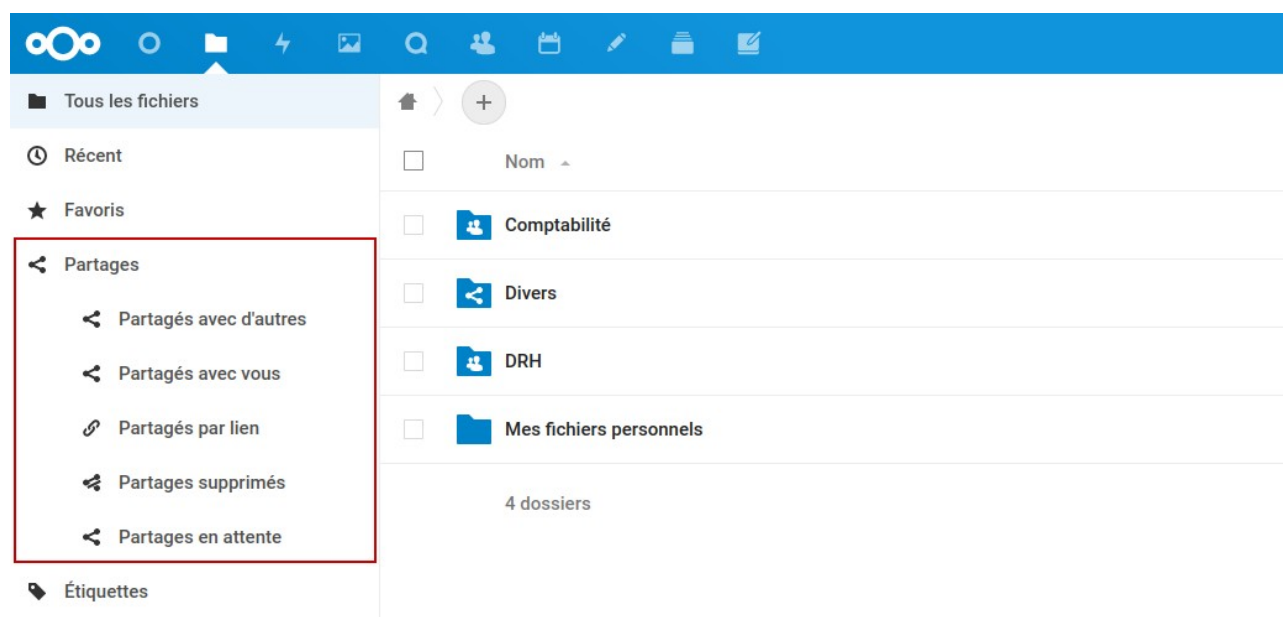 Tous les fichiers
Récent
Favoris
Partages
Partagés avec d'autres
Partagés avec vous
Partagés par lien
Partages supprimés
Partages en attente
Étiquettes
+
Nom
Comptabilité
Divers
DRH
Mes fichiers personnels
4 dossiers